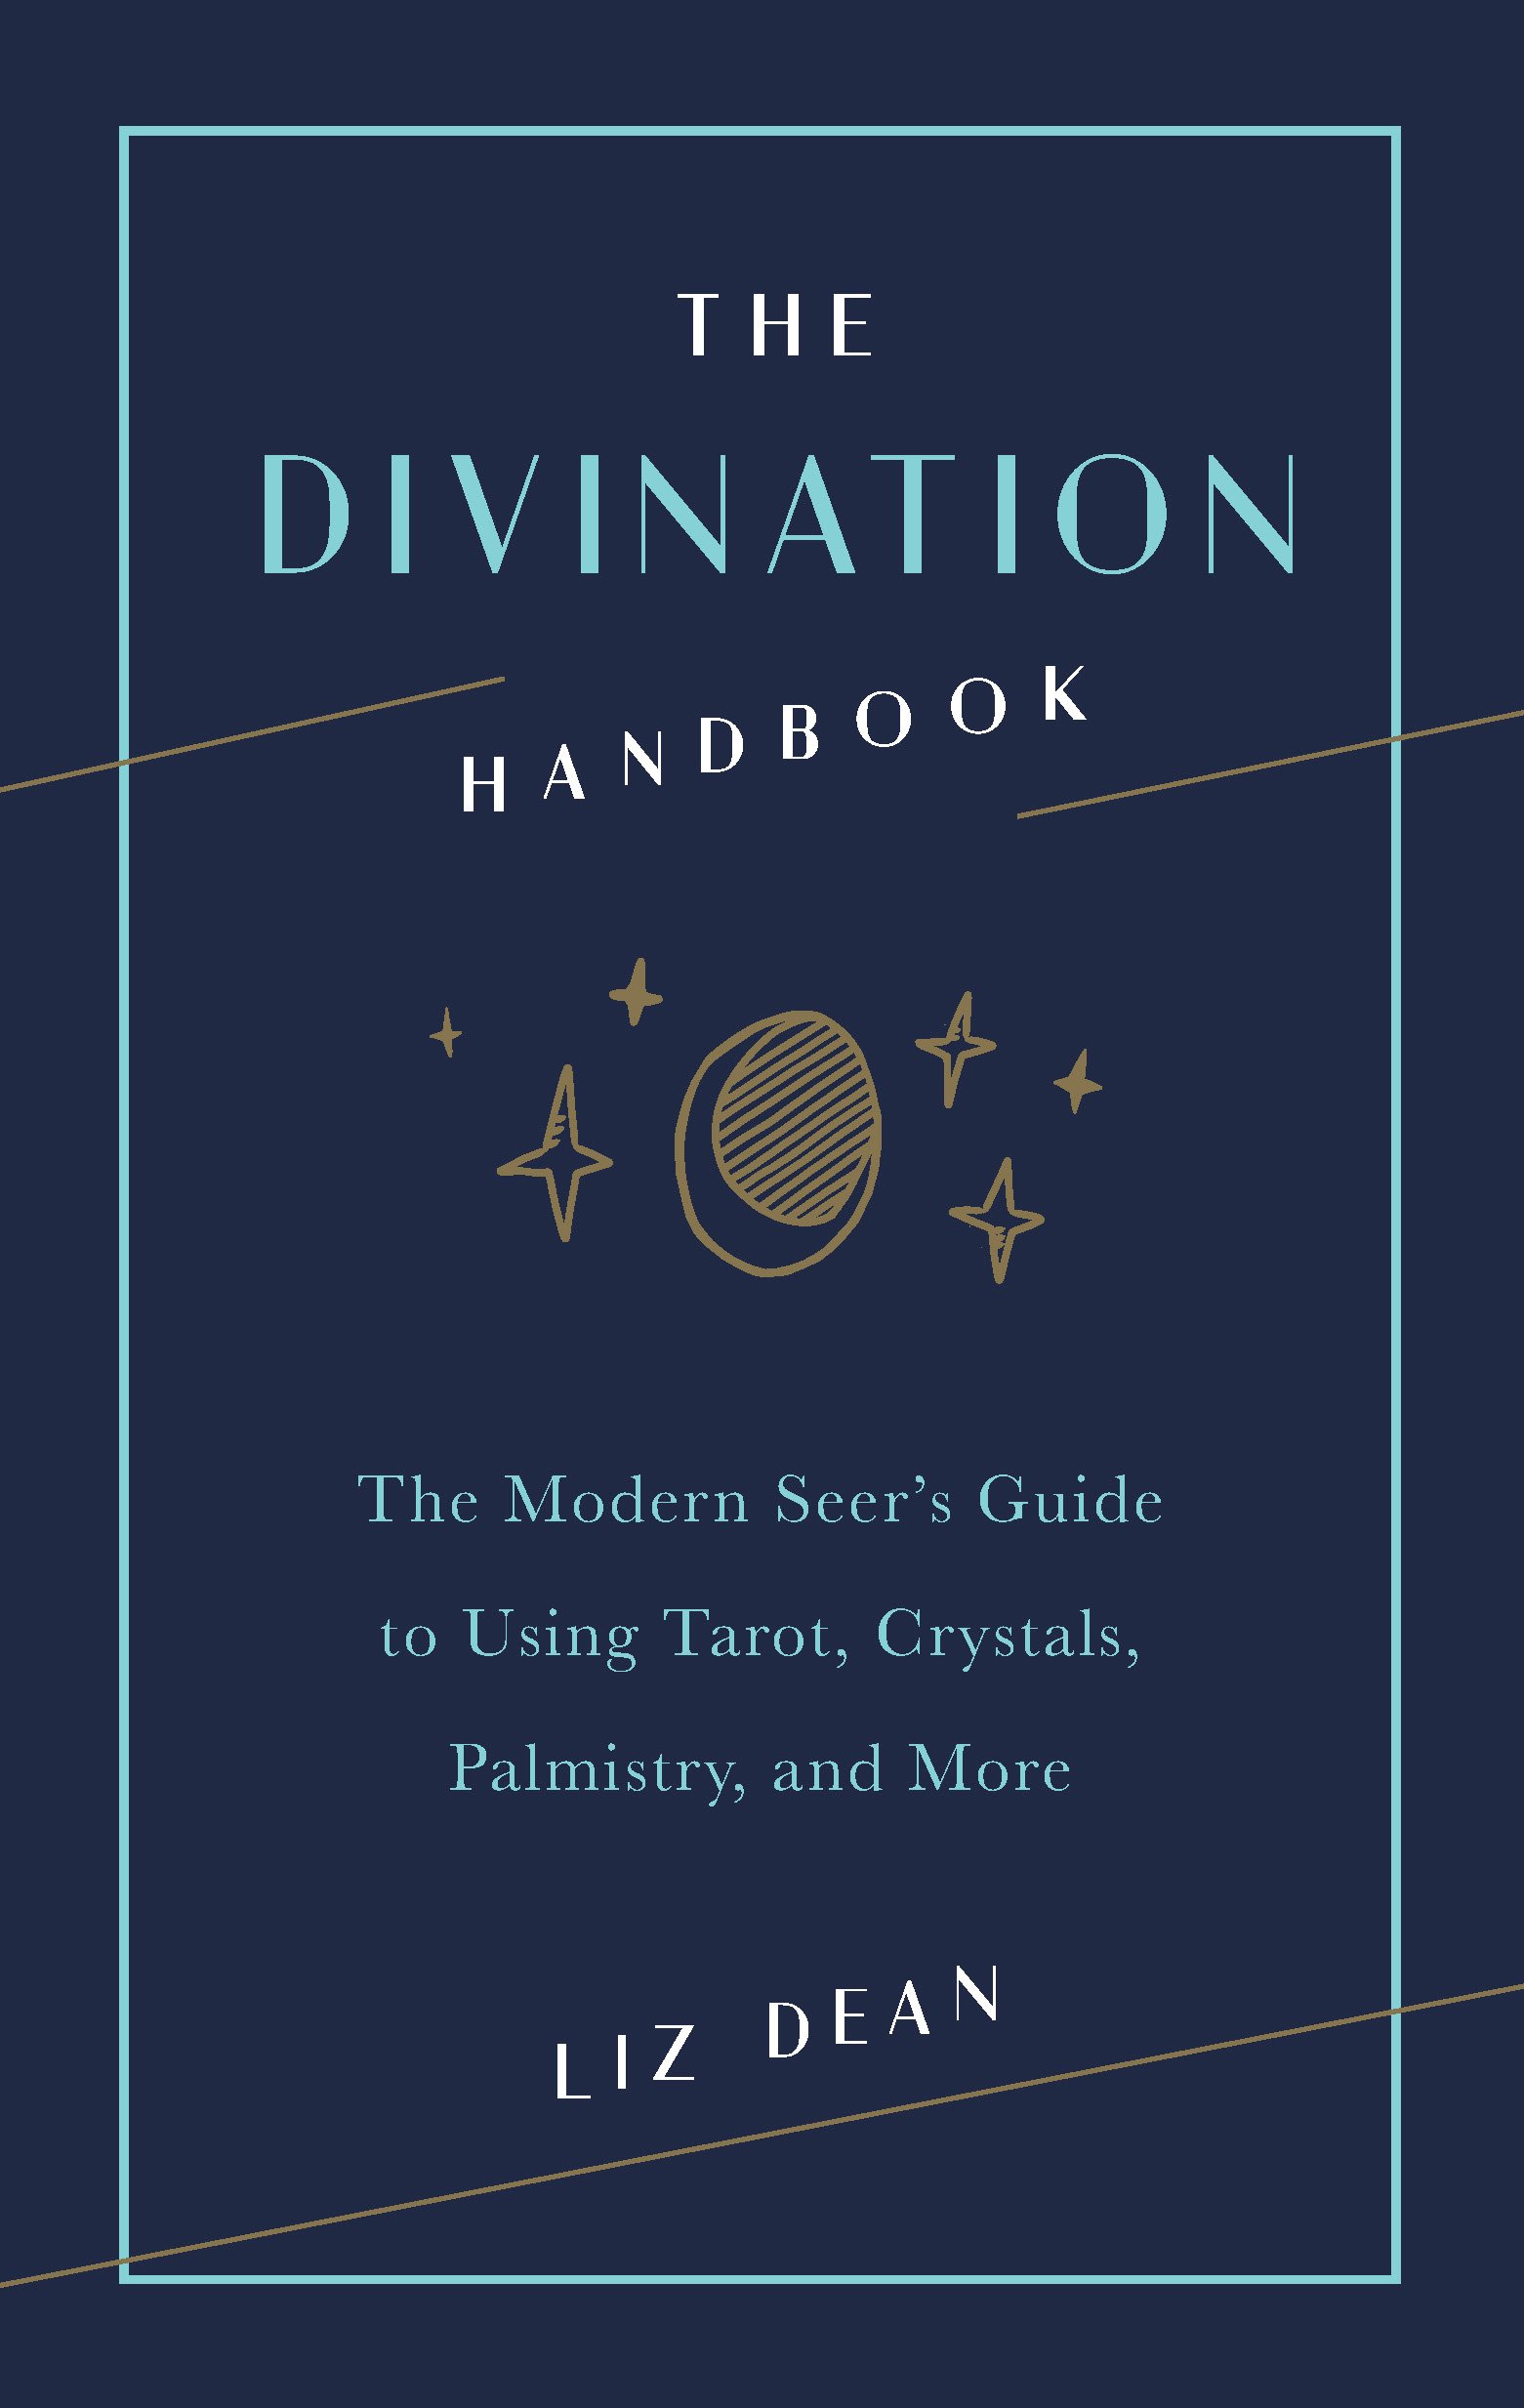 THE
DIVINATION
HANDBOOK
The Modern Seer’s Guide
to Using Tarot, Crystals,
Palmistry, and More
LIZ DEAN